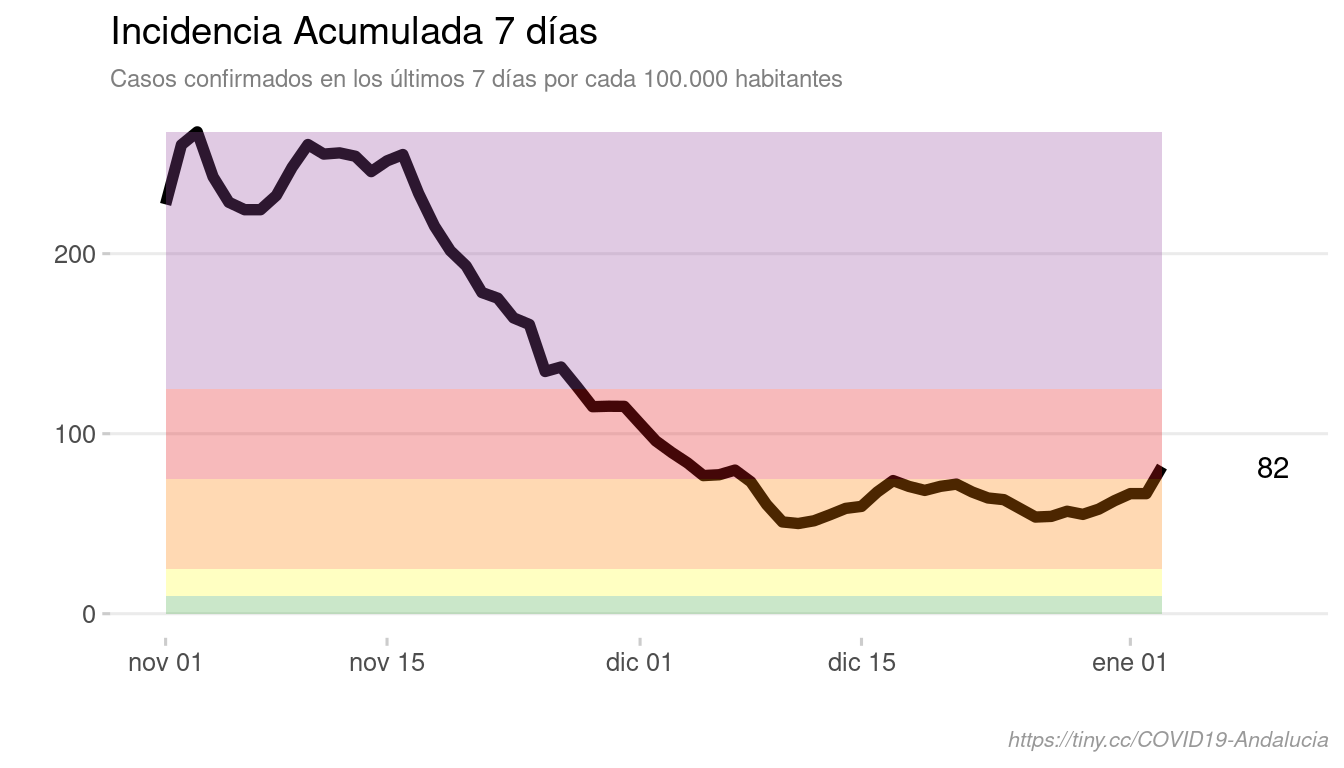 Incidencia Acumulada 7 días
Casos confirmados en los últimos 7 días por cada 100.000 habitantes
200
100
82
0
nov 01 nov 15 dic 01 dic 15 ene 01
https://tiny.cc/COVID19-Andalucia